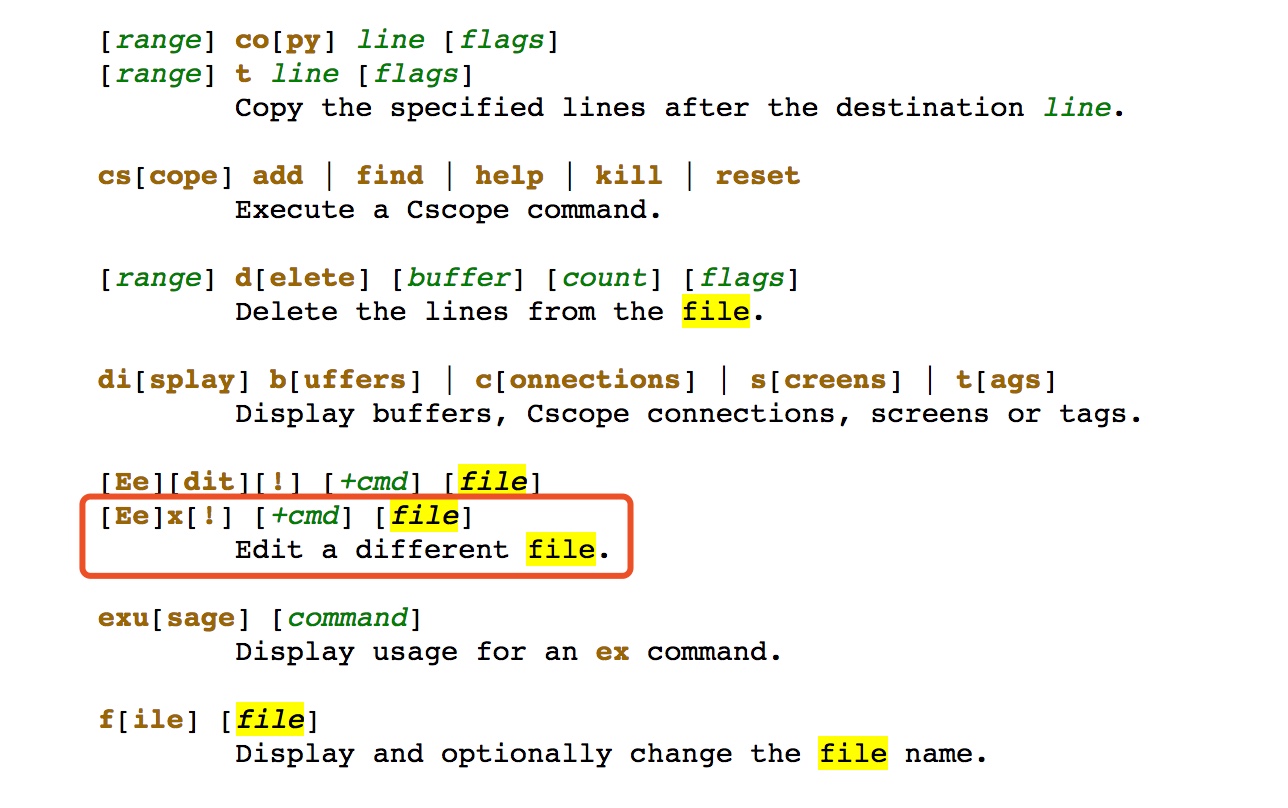 [range] co[py] line [flags]
[range] t line [flags]
Copy the specified lines after the destination line.
cs[cope] add | find | help | kill | reset
Execute a Cscope command.
[range] d[elete] [buffer] [count] [flags]
Delete the lines from the file.
di[splay] b[uffers] | c[onnections] | s[creens] | t[ags]
Display buffers, Cscope connections, screens or tags.
[Ee][dit][!] [+cmd] [file]
[Ee]x[!] [+cmd] [file]
Edit a different file.
exu[sage] [command]
Display usage for an ex command.
f[ile] [file]
Display and optionally change the file name.